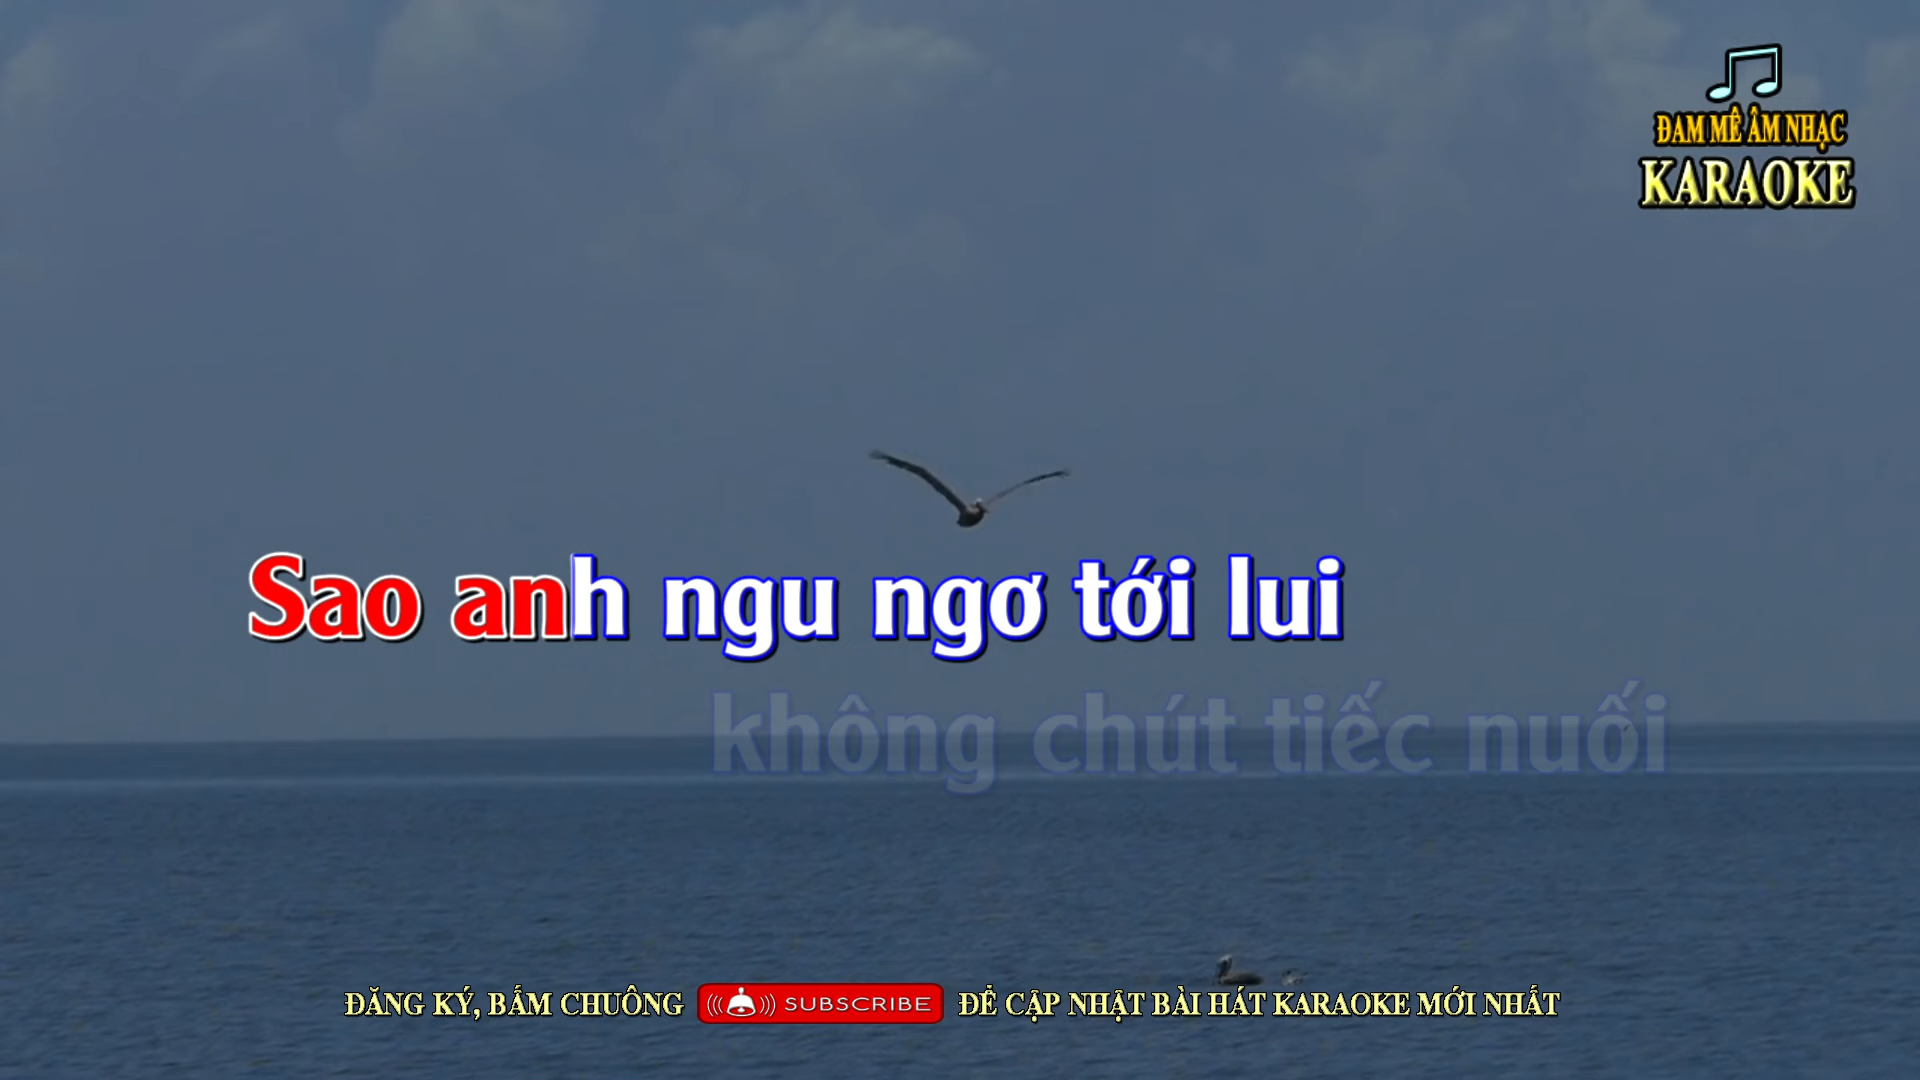 ĐAM MÊ ÂM NHẠC
KARAOKE
Sao anh ngu ngơ tới lui
không chút tiếc nuối
ĐĂNG KÝ, BẤM CHUÔNG SUBSCRIBE ĐỂ CẬP NHẬT BÀI HÁT KARAOKE MỚI NHẤT